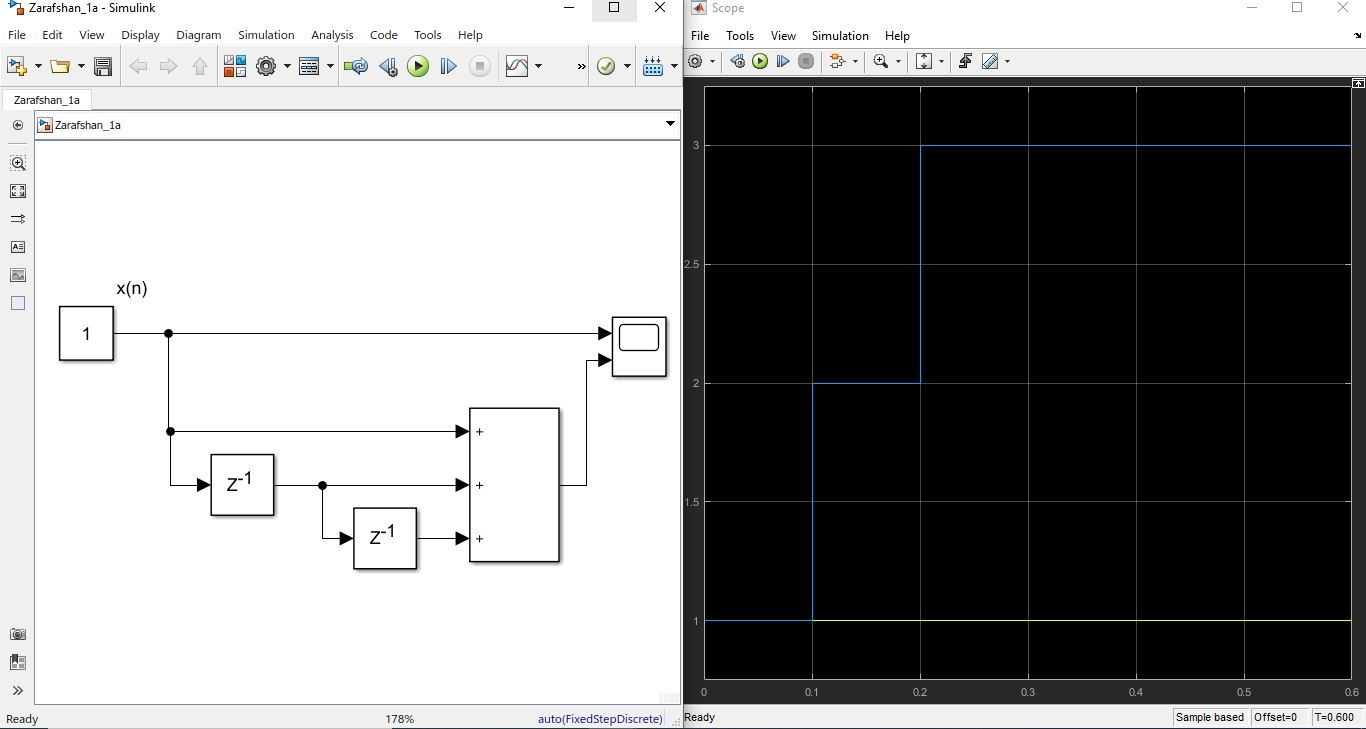 Zarafshan_1a - Simulink
File Edit View Display Diagram Simulation Analysis Code Tools Help
»
Zarafshan_1a
Zarafshan_1a
x(n)
1
+
Z-1
+
Z-1
+
»
Ready 178% auto(FixedStepDiscrete)
Scope
File Tools View Simulation Help
3
2.5
2
1.5
1
0 0.1 0.2 0.3 0.4 0.5 0.6
Ready Sample based Offset=0 T=0.600